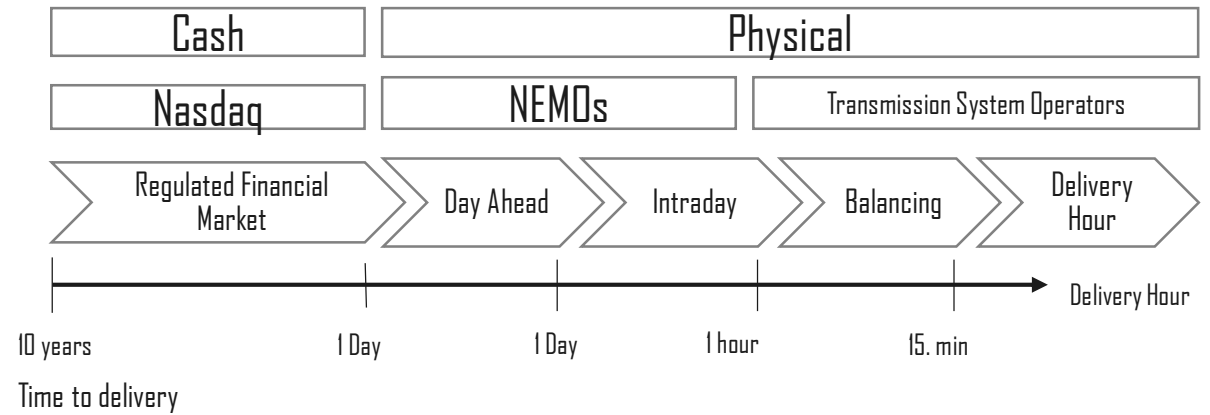 Cash
Physical
Nasdaq
NEMOs
Transmission System Operators
Regulated Financial
Market
Day Ahead
Intraday
Balancing
Delivery
Hour
Delivery Hour
10 years
1 Day
1 Day
1 hour
15. min
Time to delivery